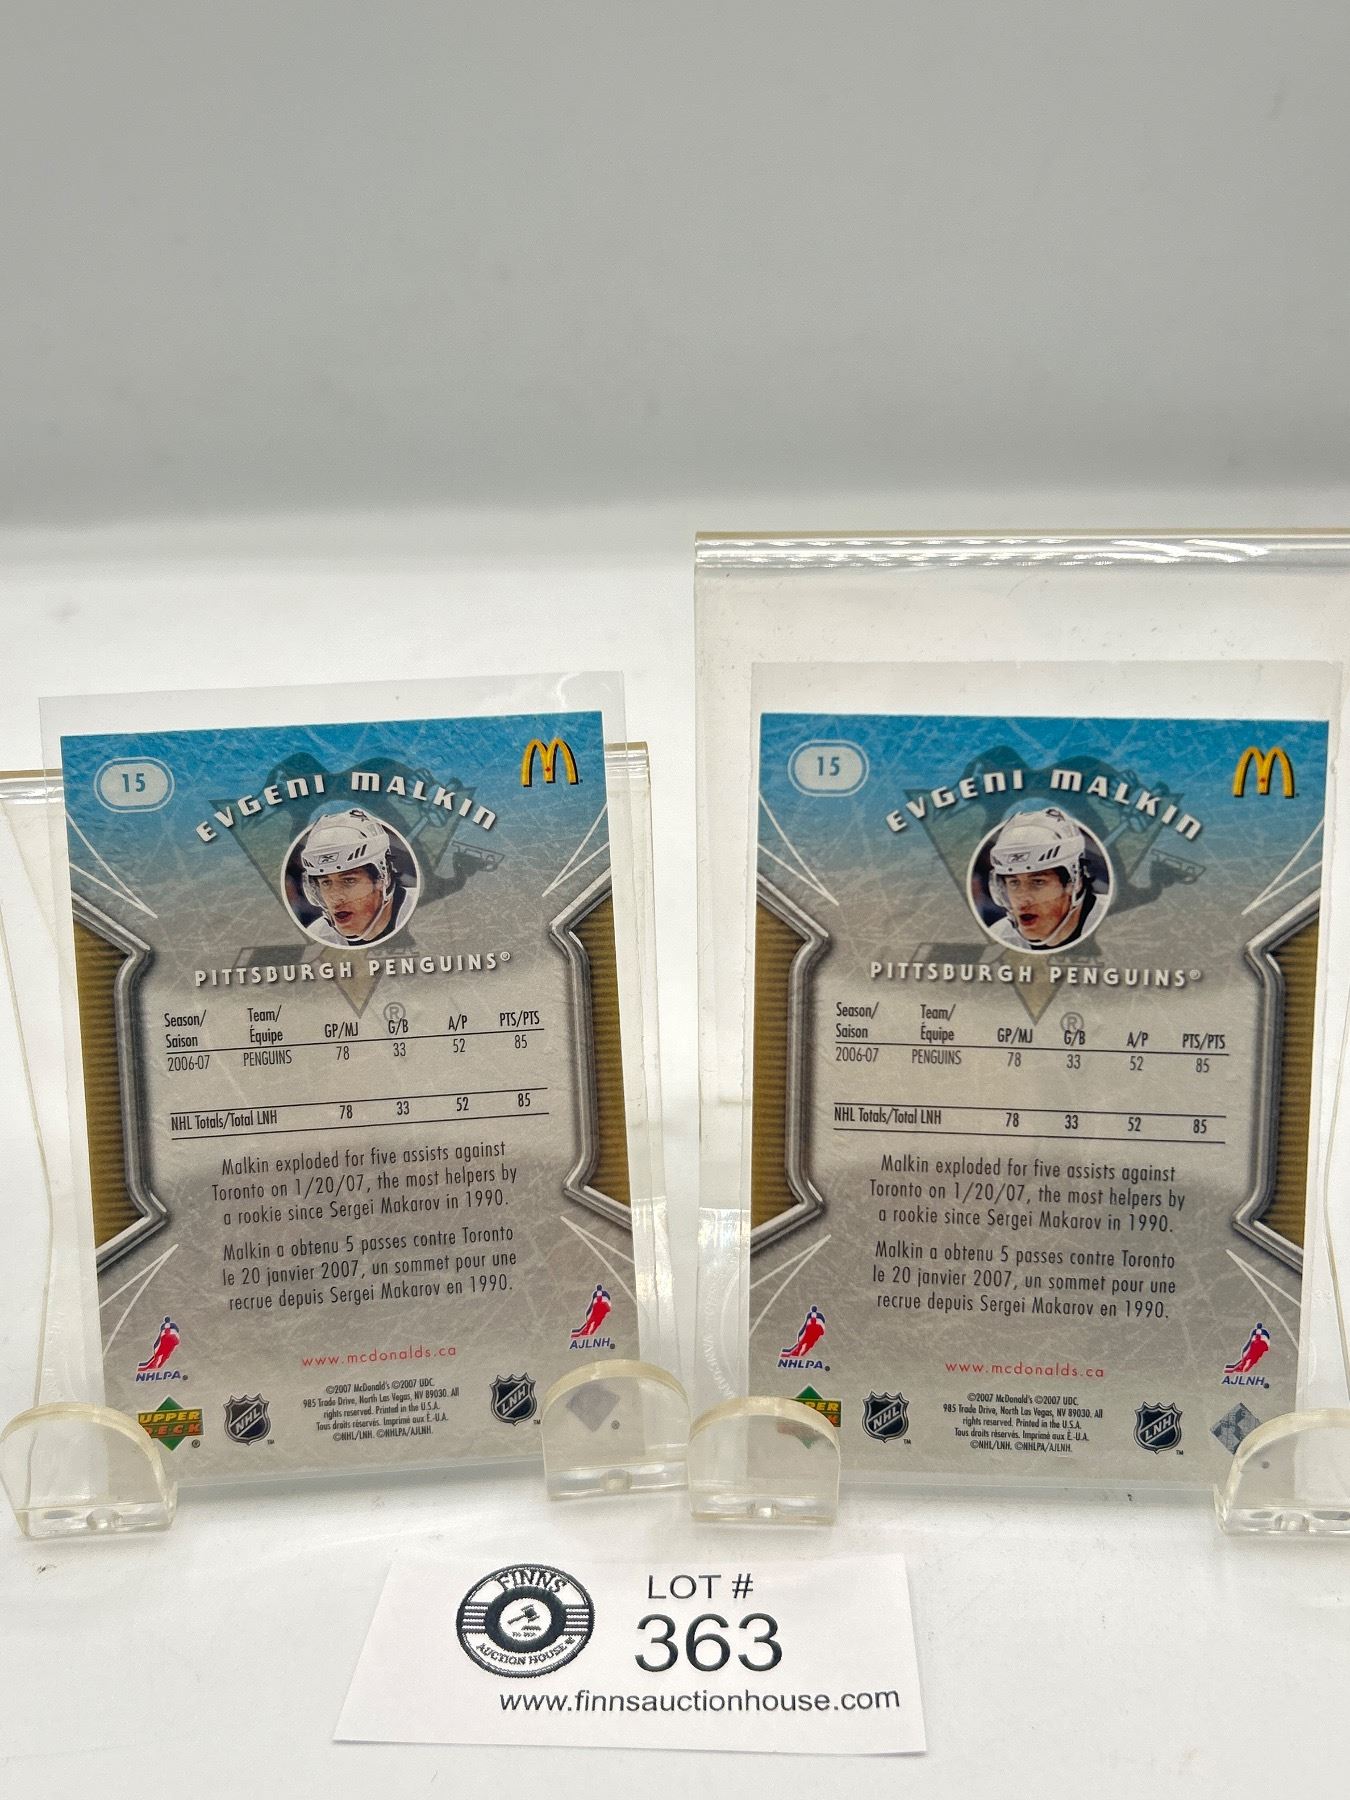 15
EVGENI MALKIN
PITTSBURGH PENGUINS®
Season/ Team/
Saison Équipe GP/MJ G/B A/P PTS/PTS
2006-07 PENGUINS 78 33 52 85
NHL Totals/Total LNH 78 33 52 85
Malkin exploded for five assists against
Toronto on 1/20/07, the most helpers by
a rookie since Sergei Makarov in 1990.
Malkin a obtenu 5 passes contre Toronto
le 20 janvier 2007, un sommet pour une
recrue depuis Sergei Makarov en 1990.
NHLPA®
AJLNH®
www.mcdonalds.ca
©2007 McDonald's ©2007 UDC.
985 Trade Drive, North Las Vegas, NV 89030. All
rights reserved. Printed in the U.S.A.
Tous droits réservés. Imprimé aux É.-U.A.
©NHL/LNH. ©NHLPA/AJLNH.
UPPER
DECK
NHL
LNH
15
EVGENI MALKIN
PITTSBURGH PENGUINS®
Season/ Team/
Saison Équipe GP/MJ G/B A/P PTS/PTS
2006-07 PENGUINS 78 33 52 85
NHL Totals/Total LNH 78 33 52 85
Malkin exploded for five assists against
Toronto on 1/20/07, the most helpers by
a rookie since Sergei Makarov in 1990.
Malkin a obtenu 5 passes contre Toronto
le 20 janvier 2007, un sommet pour une
recrue depuis Sergei Makarov en 1990.
NHLPA®
AJLNH®
www.mcdonalds.ca
©2007 McDonald's ©2007 UDC.
985 Trade Drive, North Las Vegas, NV 89030. All
rights reserved. Printed in the U.S.A.
Tous droits réservés. Imprimé aux É.-U.A.
©NHL/LNH. ©NHLPA/AJLNH.
NHL
LNH
FINNS
AUCTION HOUSE
LOT #
363
www.finnsauctionhouse.com